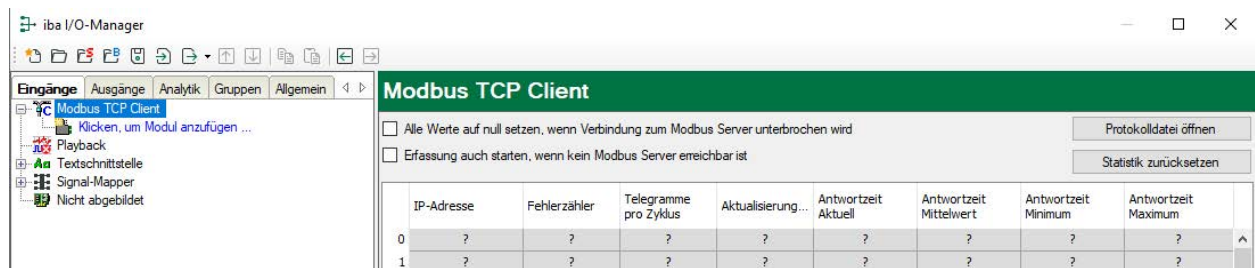 iba I/O-Manager
Eingänge Ausgänge Analytik Gruppen Allgemein
Modbus TCP Client
Klicken, um Modul anzufügen ...
Playback
Textschnittstelle
Signal-Mapper
Nicht abgebildet
Modbus TCP Client
Alle Werte auf null setzen, wenn Verbindung zum Modbus Server unterbrochen wird
Protokolldatei öffnen
Erfassung auch starten, wenn kein Modbus Server erreichbar ist
Statistik zurücksetzen
IP-Adresse Fehlerzähler Telegramme pro Zyklus Aktualisierung... Antwortzeit Aktuell Antwortzeit Mittelwert Antwortzeit Minimum Antwortzeit Maximum
0 ? ? ? ? ? ? ? ?
1 ? ? ? ? ? ? ? ?